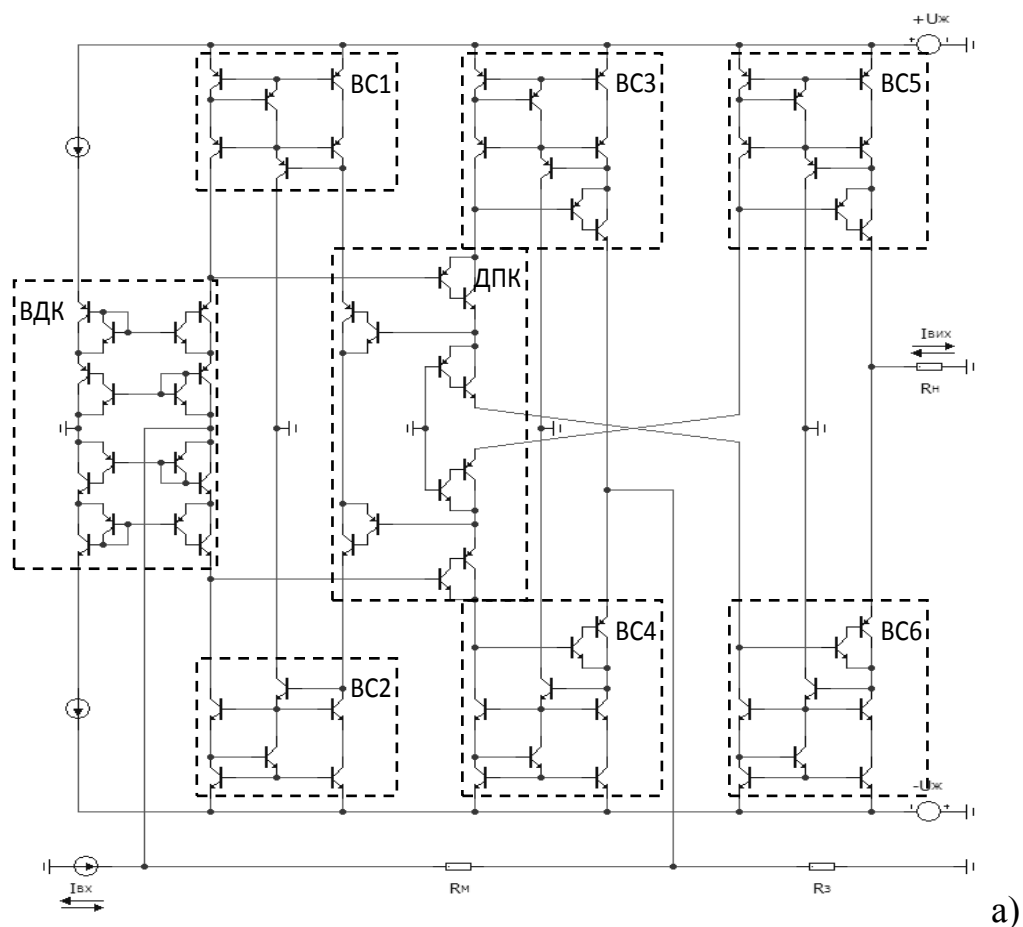 +Uж
ВС1
ВС3
ВС5
ДПК
ВДК
Iвих
Rн
ВС4
ВС6
ВС2
-Uж
Iвх
Rм
Rз
а)